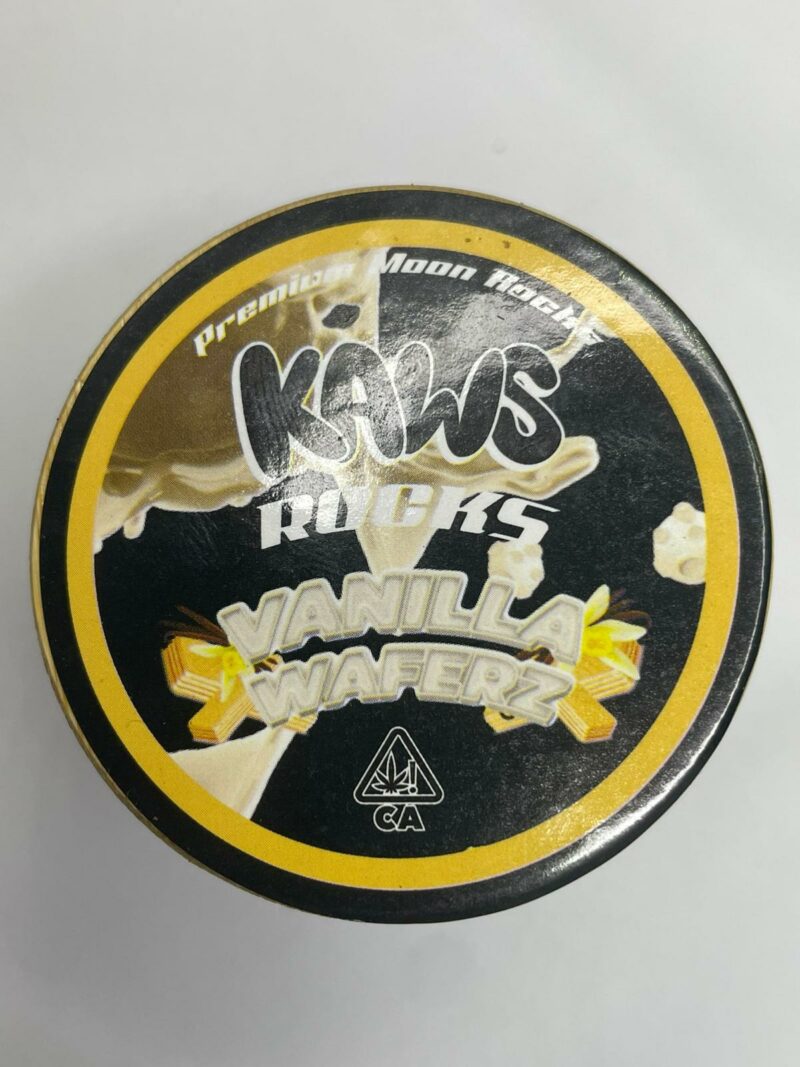 Premium Moon Rocks
KAWS
ROCKS
VANILLA
WAFERZ
!
CA